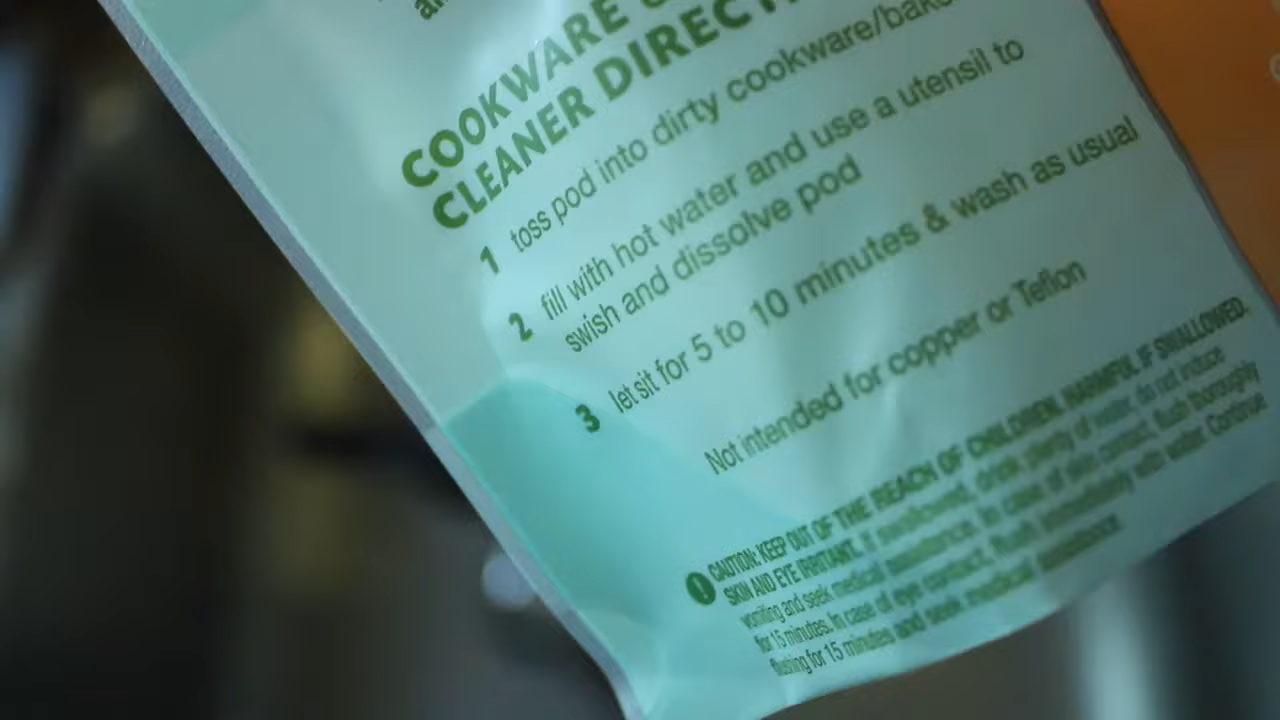 COOKWARE
CLEANER DIRECT
1 toss pod into dirty cookware/bake
2 fill with hot water and use a utensil to
swish and dissolve pod
3 let sit for 5 to 10 minutes & wash as usual
Not intended for copper or Teflon
CAUTION: KEEP OUT OF THE REACH OF CHILDREN. HARMFUL IF SWALLOWED.
SKIN AND EYE IRRITANT. If swallowed, drink plenty of water, do not induce
vomiting and seek medical assistance. In case of skin contact, flush thoroughly
for 15 minutes. In case of eye contact, flush immediately with water. Continue
flushing for 15 minutes and seek medical assistance.